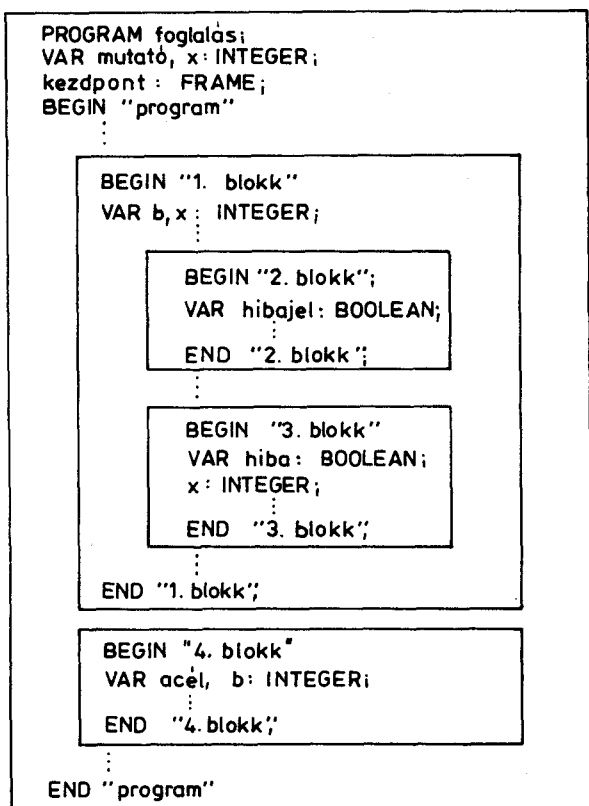 PROGRAM foglalás;
VAR mutató, x: INTEGER;
kezdpont: FRAME;
BEGIN "program"
BEGIN "1. blokk"
VAR b, x: INTEGER;
BEGIN "2. blokk";
VAR hibajel: BOOLEAN;
END "2. blokk";
BEGIN "3. blokk"
VAR hiba: BOOLEAN;
x: INTEGER;
END "3. blokk";
END "1. blokk";
BEGIN "4. blokk"
VAR acél, b: INTEGER;
END "4. blokk";
END "program"